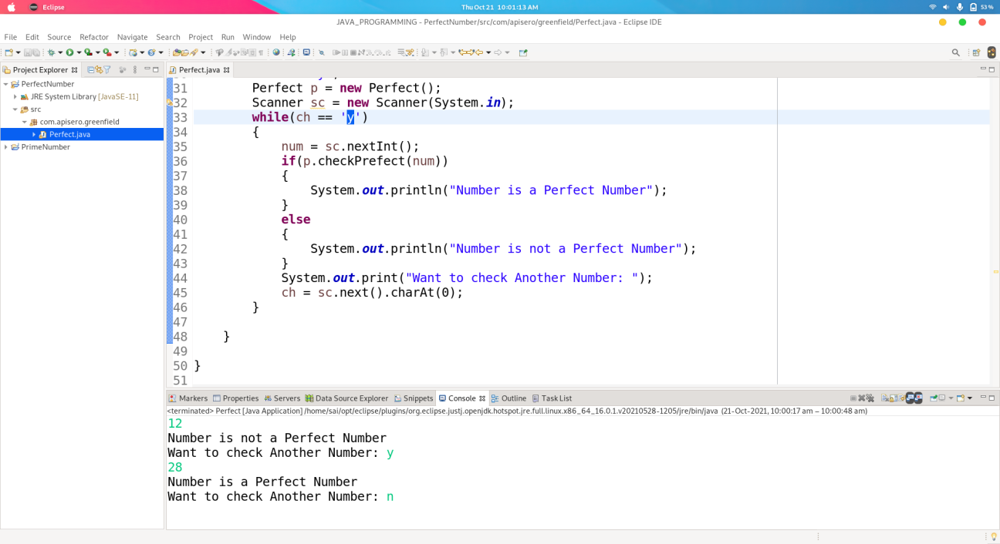 Eclipse
Thu Oct 21 10:01:13 AM
53 %
JAVA_PROGRAMMING - PerfectNumber/src/com/apisero/greenfield/Perfect.java - Eclipse IDE
File Edit Source Refactor Navigate Search Project Run Window Help
Project Explorer
Perfect.java
PerfectNumber
JRE System Library [JavaSE-11]
src
com.apisero.greenfield
Perfect.java
PrimeNumber
31 Perfect p = new Perfect();
32 Scanner sc = new Scanner(System.in);
33 while(ch == 'y')
34 {
35 num = sc.nextInt();
36 if(p.checkPrefect(num))
37 {
38 System.out.println("Number is a Perfect Number");
39 }
40 else
41 {
42 System.out.println("Number is not a Perfect Number");
43 }
44 System.out.print("Want to check Another Number: ");
45 ch = sc.next().charAt(0);
46 }
47
48 }
49
50 }
51
Markers Properties Servers Data Source Explorer Snippets Console Outline Task List
<terminated> Perfect [Java Application] /home/sai/opt/eclipse/plugins/org.eclipse.justj.openjdk.hotspot.jre.full.linux.x86_64_16.0.1.v20210528-1205/jre/bin/java (21-Oct-2021, 10:00:17 am – 10:00:48 am)
12
Number is not a Perfect Number
Want to check Another Number: y
28
Number is a Perfect Number
Want to check Another Number: n